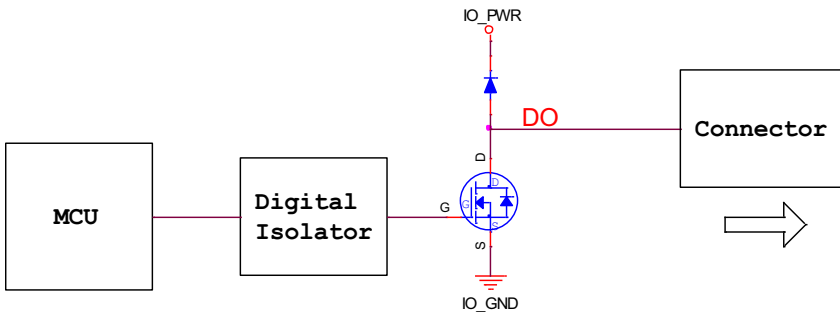 IO_PWR
DO
Connector
D
D
MCU
Digital
Isolator
G
G
S
S
IO_GND